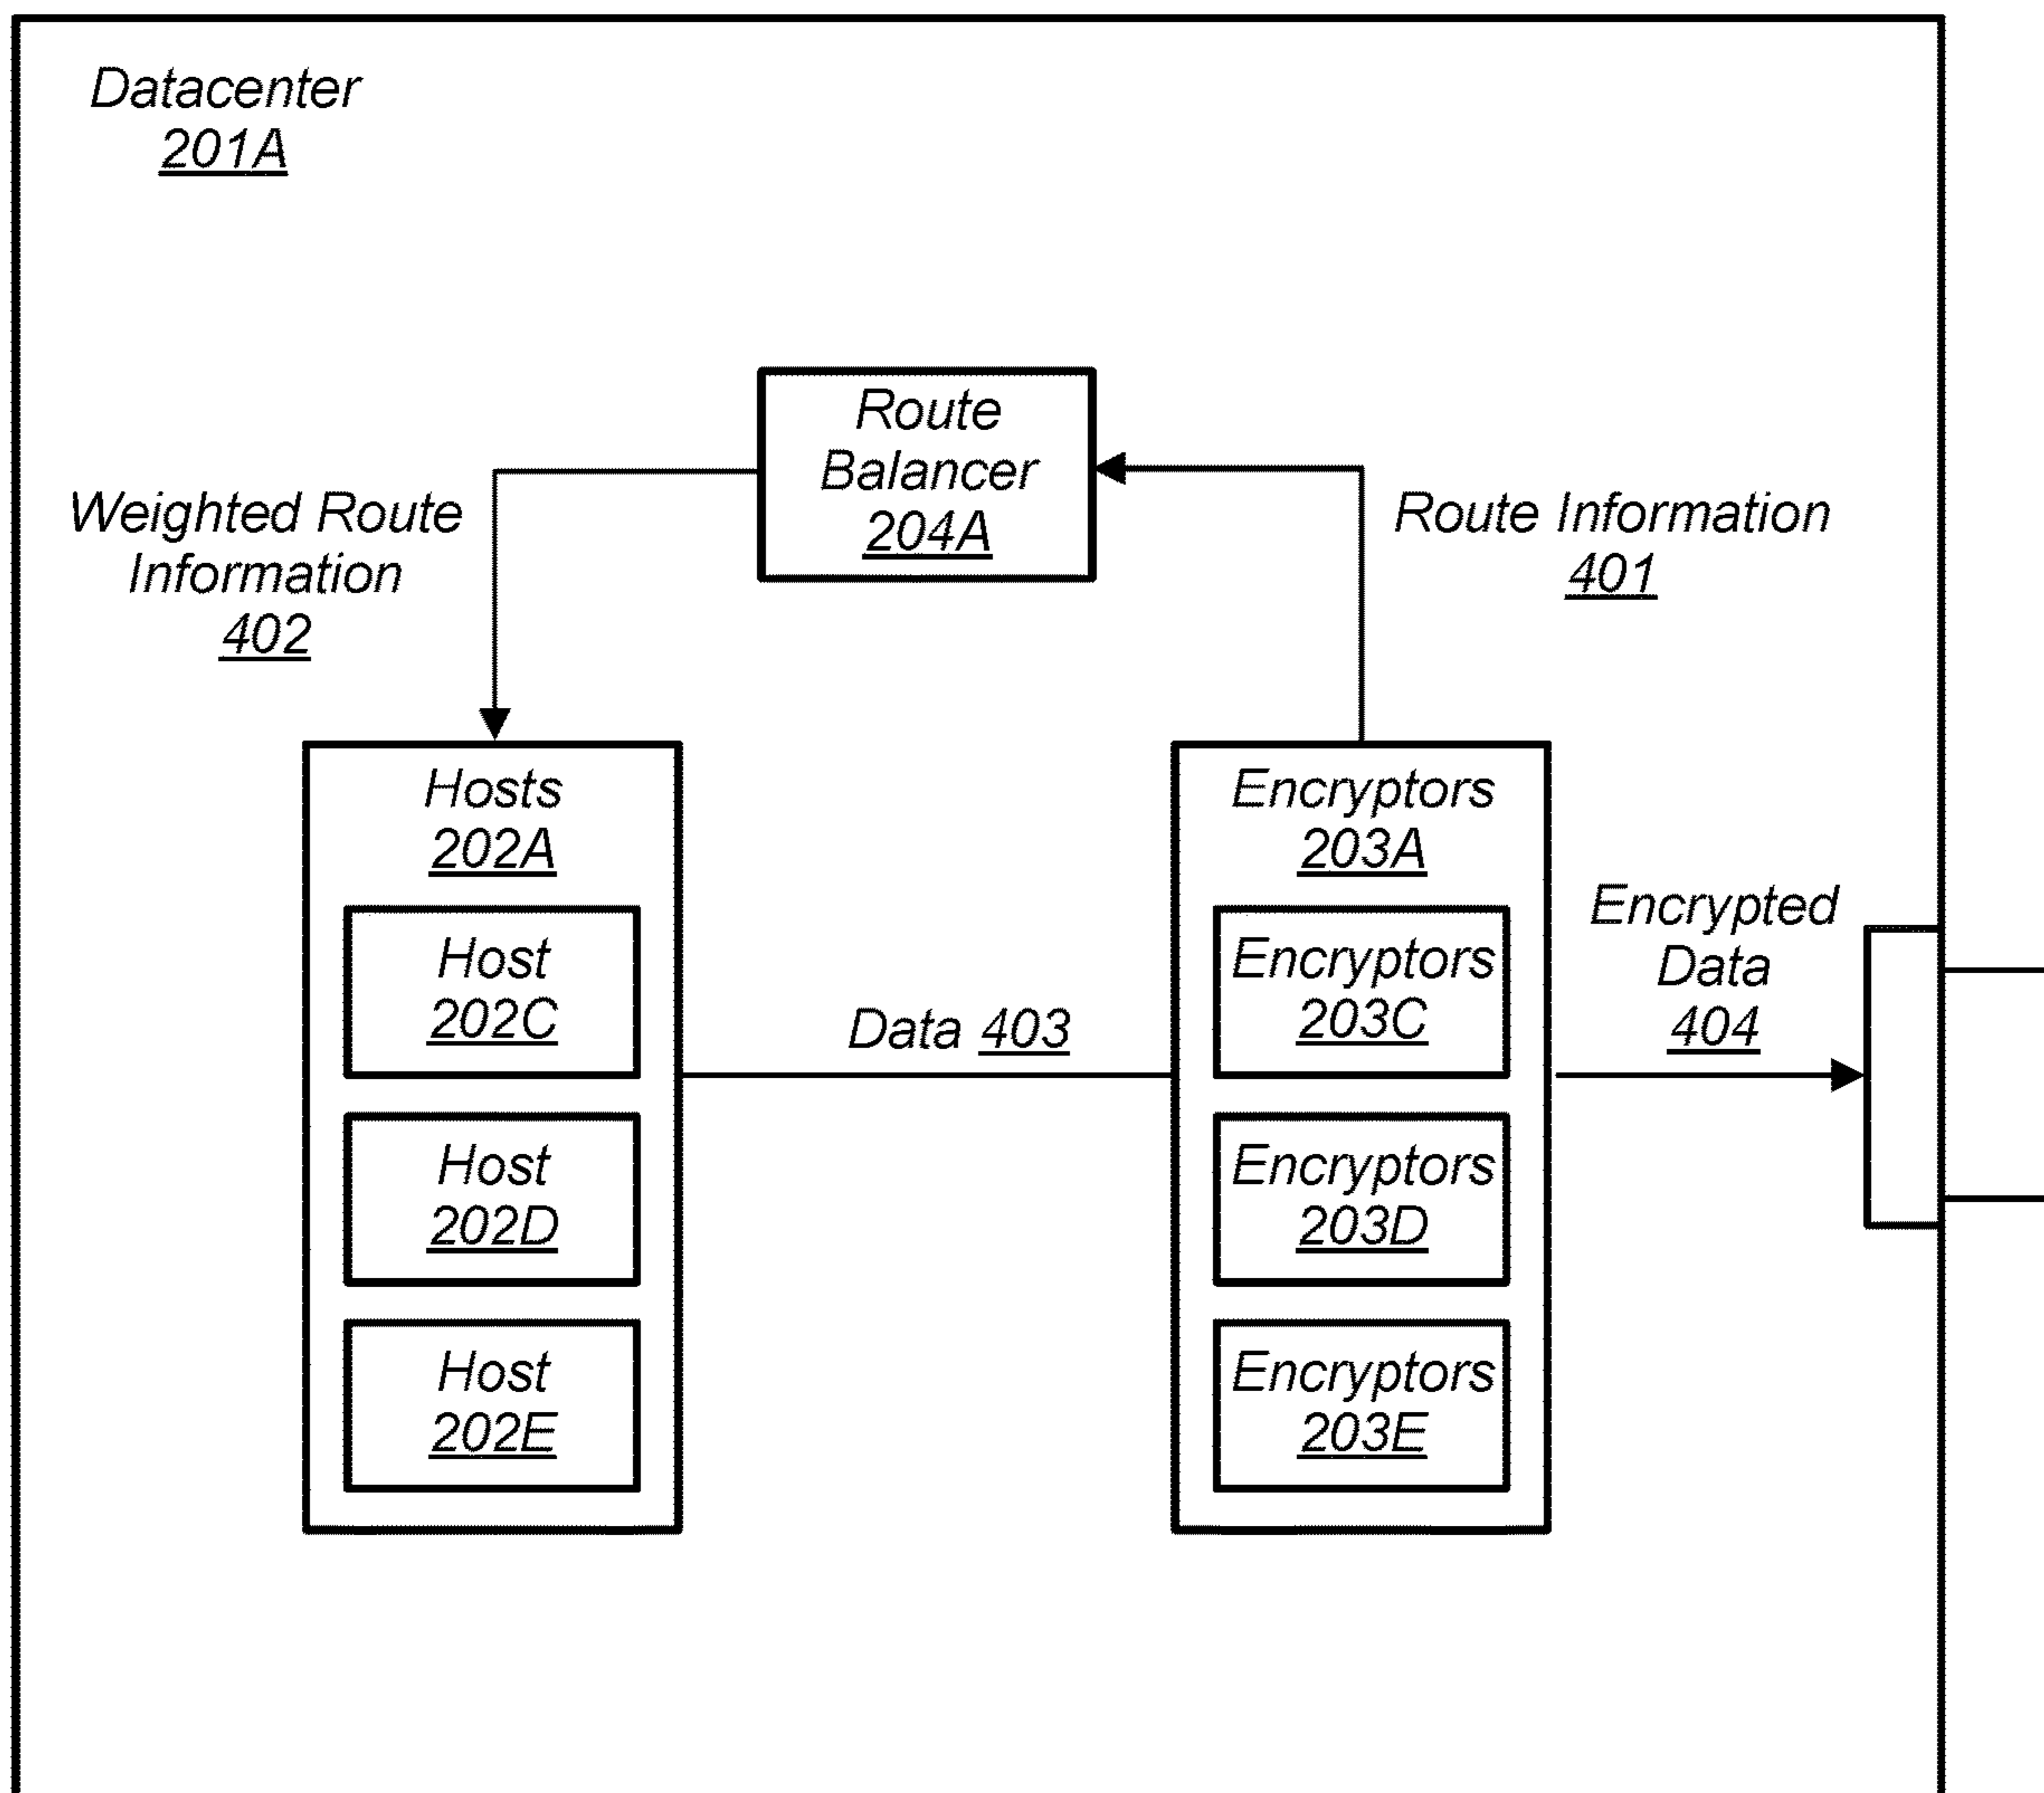 Datacenter
201A
Route
Balancer
204A
Weighted Route
Information
402
Route Information
401
Hosts
202A
Host
202C
Host
202D
Host
202E
Data 403
Encryptors
203A
Encryptors
203C
Encryptors
203D
Encryptors
203E
Encrypted
Data
404